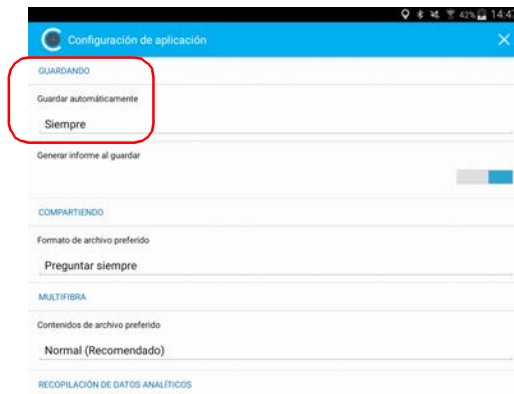 42% 14:47
Configuración de aplicación
GUARDANDO
Guardar automáticamente
Siempre
Generar informe al guardar
COMPARTIENDO
Formato de archivo preferido
Preguntar siempre
MULTIFIBRA
Contenidos de archivo preferido
Normal (Recomendado)
RECOPILACIÓN DE DATOS ANALÍTICOS